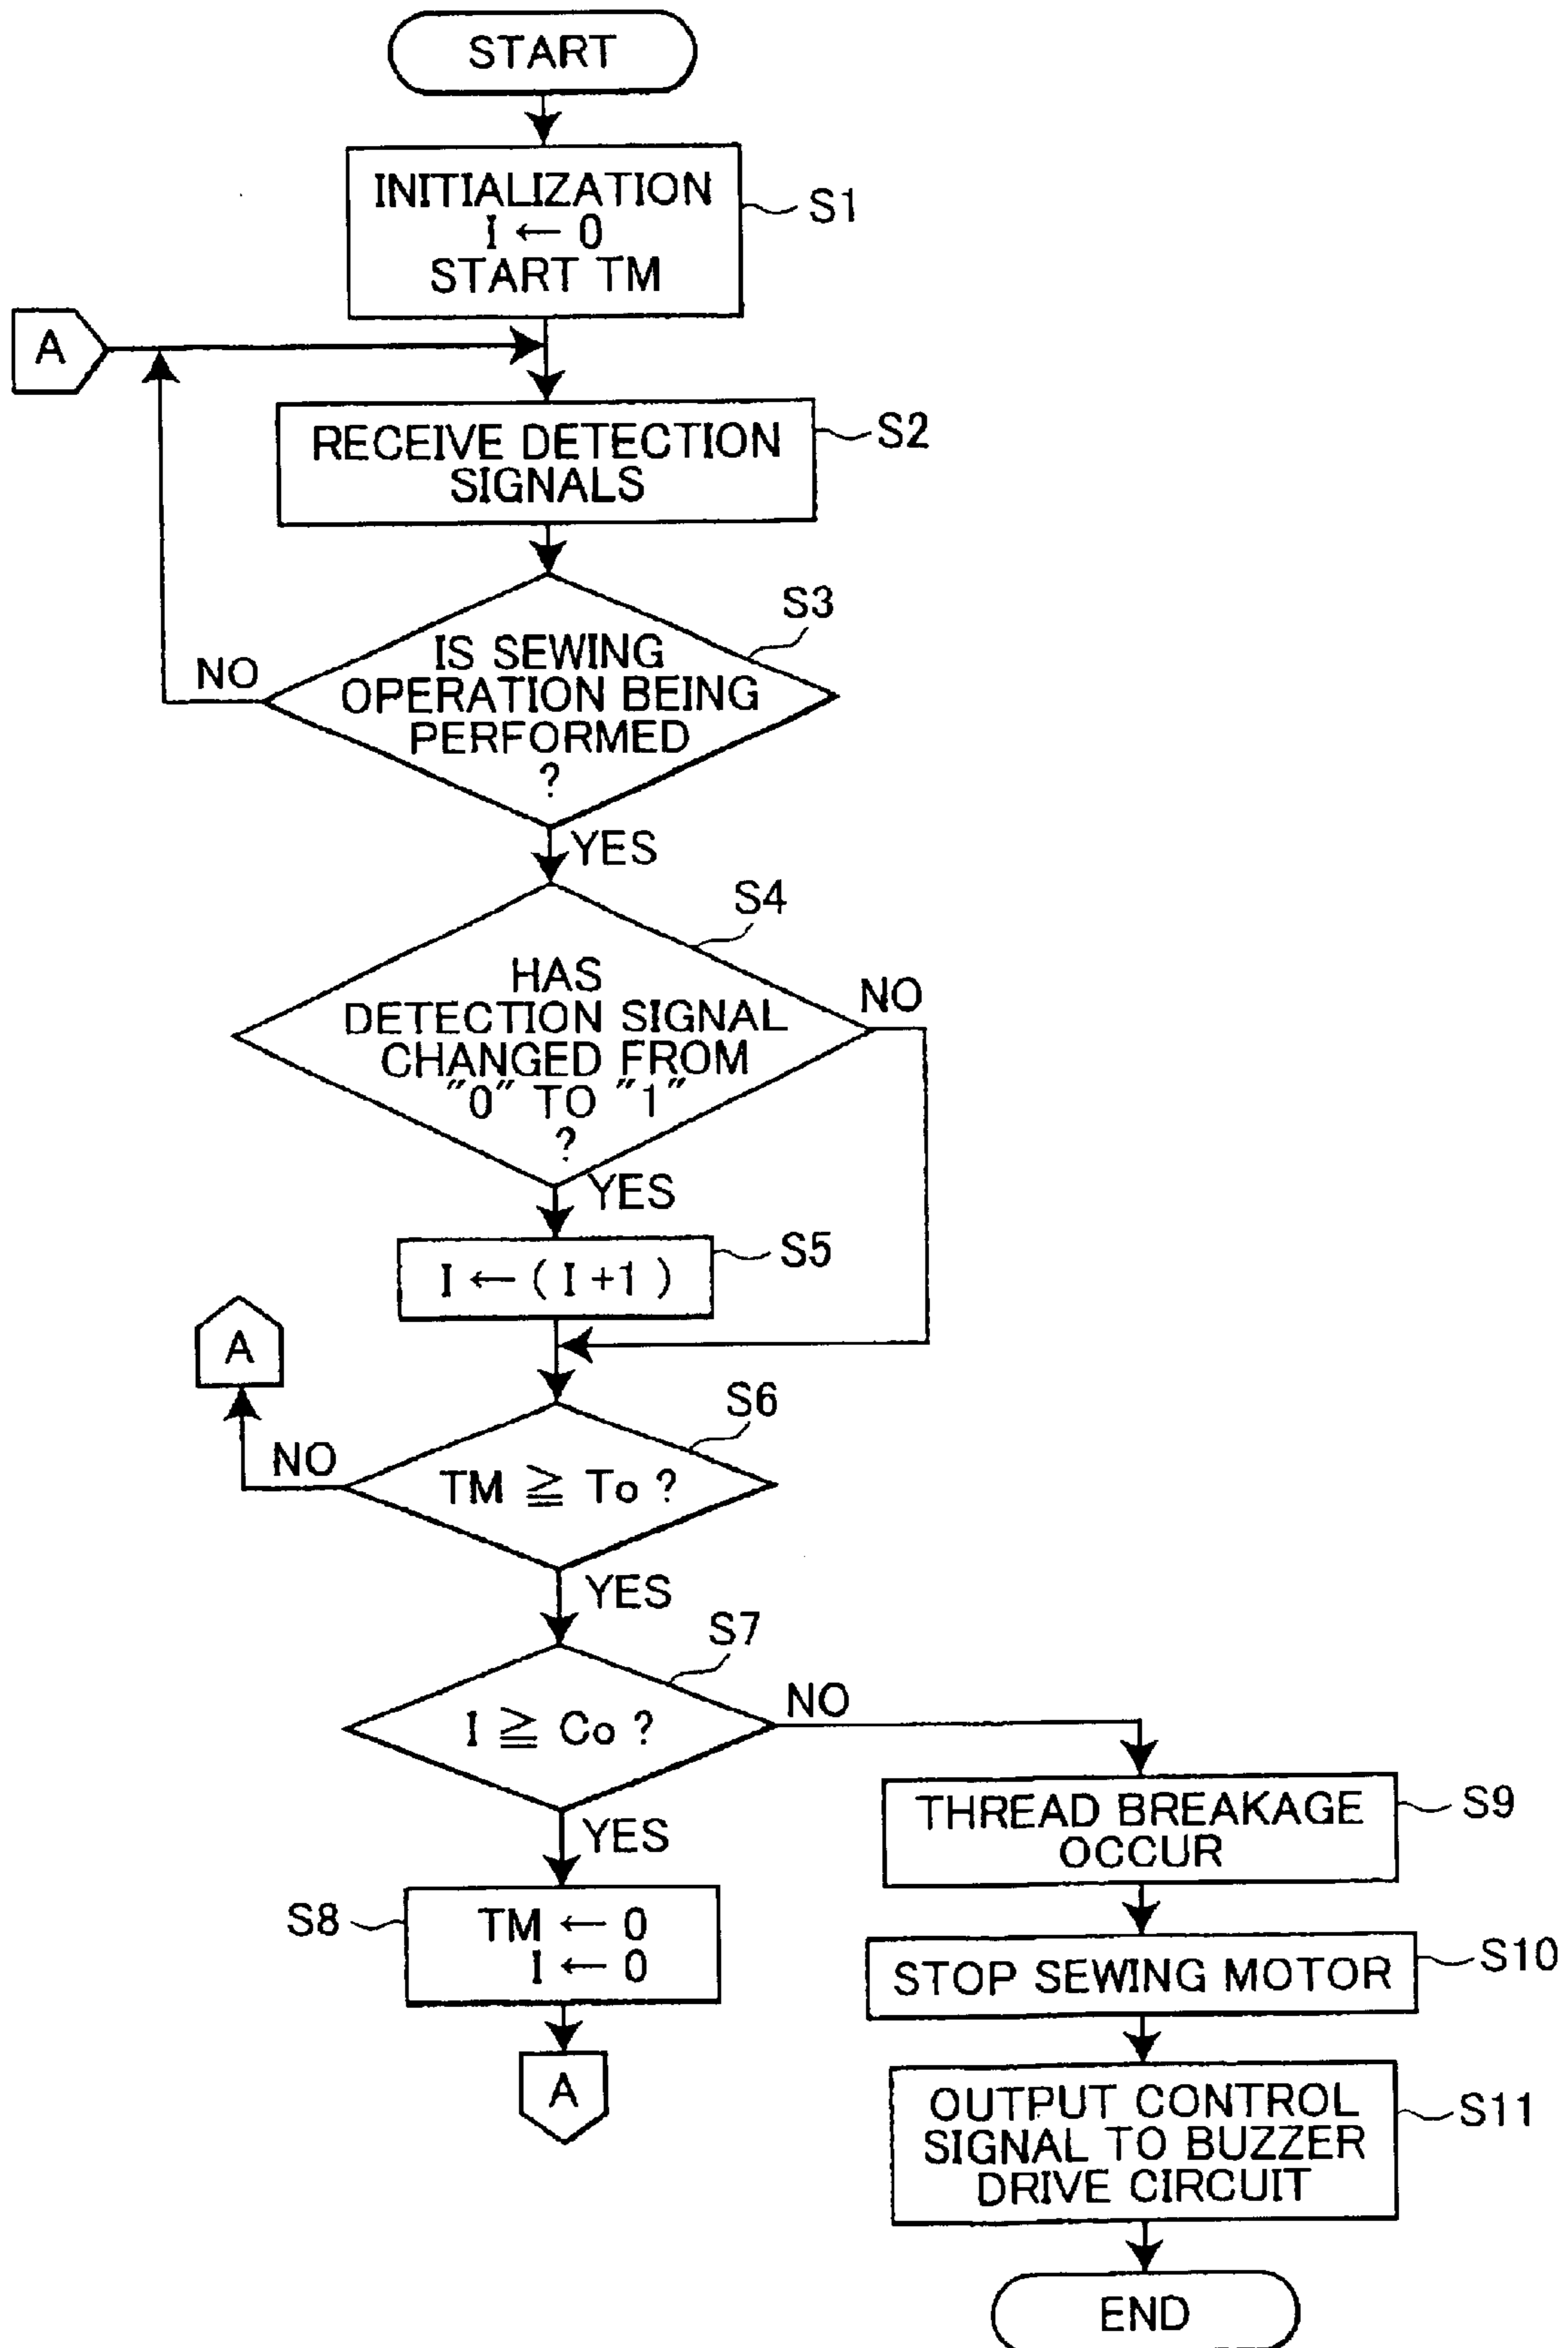 START
INITIALIZATION
I ← 0
START TM
S1
A
RECEIVE DETECTION
SIGNALS
S2
S3
IS SEWING
OPERATION BEING
PERFORMED
?
NO
YES
S4
HAS
DETECTION SIGNAL
CHANGED FROM
"0" TO "1"
?
NO
YES
I ← ( I +1 )
S5
A
S6
NO
TM ≧ To ?
YES
S7
I ≧ Co ?
NO
YES
S8
TM ← 0
I ← 0
A
THREAD BREAKAGE
OCCUR
S9
STOP SEWING MOTOR
S10
OUTPUT CONTROL
SIGNAL TO BUZZER
DRIVE CIRCUIT
S11
END